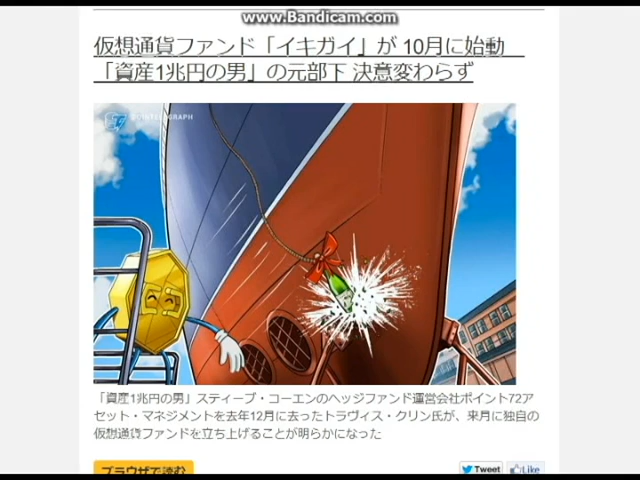 www.Bandicam.com
仮想通貨ファンド「イキガイ」が 10月に始動
「資産1兆円の男」の元部下 決意変わらず
COINTELEGRAPH
「資産1兆円の男」スティーブ・コーエンのヘッジファンド運営会社ポイント72ア
セット・マネジメントを去年12月に去ったトラヴィス・クリン氏が、来月に独自の
仮想通貨ファンドを立ち上げることが明らかになった
ブラウザで読む
Tweet
Like